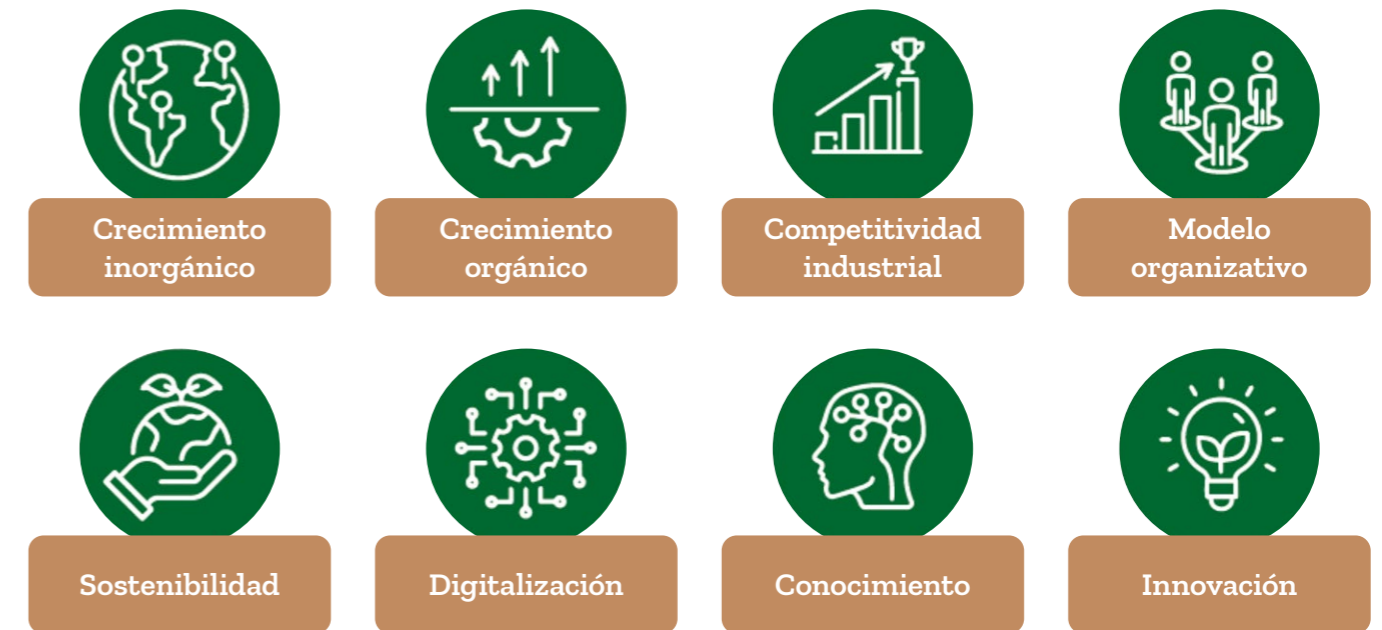 Crecimiento
inorgánico
Crecimiento
orgánico
Competitividad
industrial
Modelo
organizativo
Sostenibilidad
Digitalización
Conocimiento
Innovación